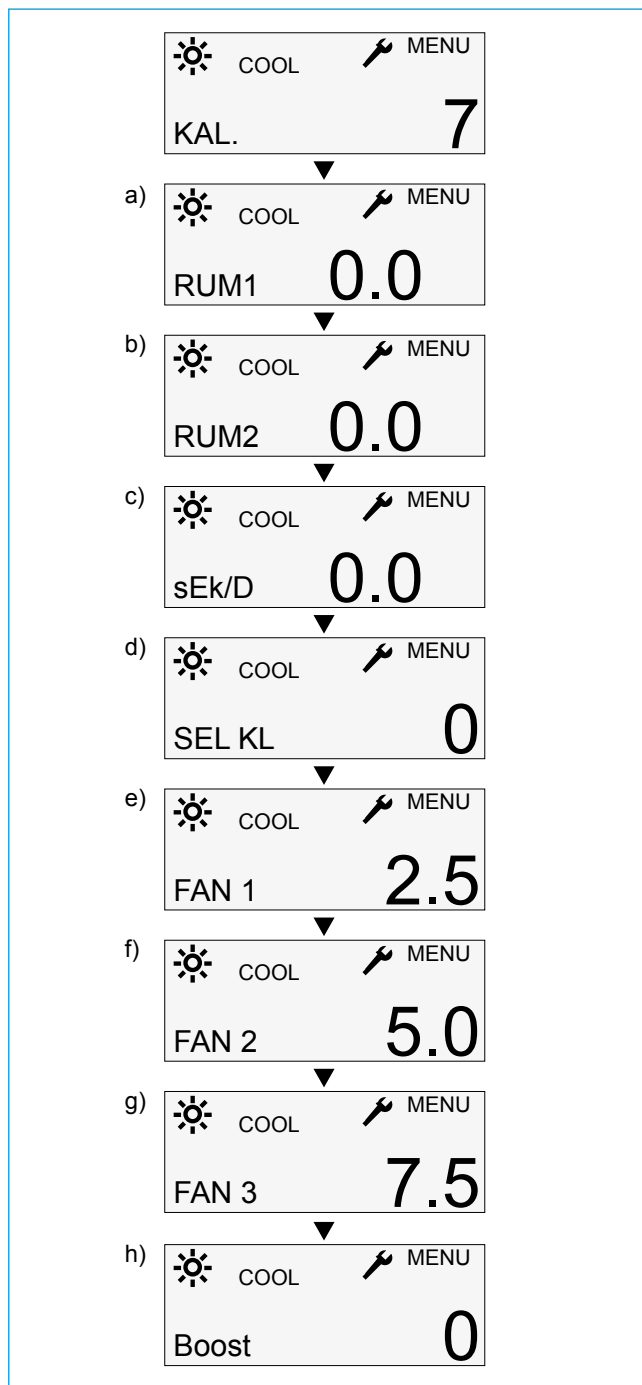 COOL MENU
KAL. 7
a) COOL MENU
RUM1 0.0
b) COOL MENU
RUM2 0.0
c) COOL MENU
sEk/D 0.0
d) COOL MENU
SEL KL 0
e) COOL MENU
FAN 1 2.5
f) COOL MENU
FAN 2 5.0
g) COOL MENU
FAN 3 7.5
h) COOL MENU
Boost 0